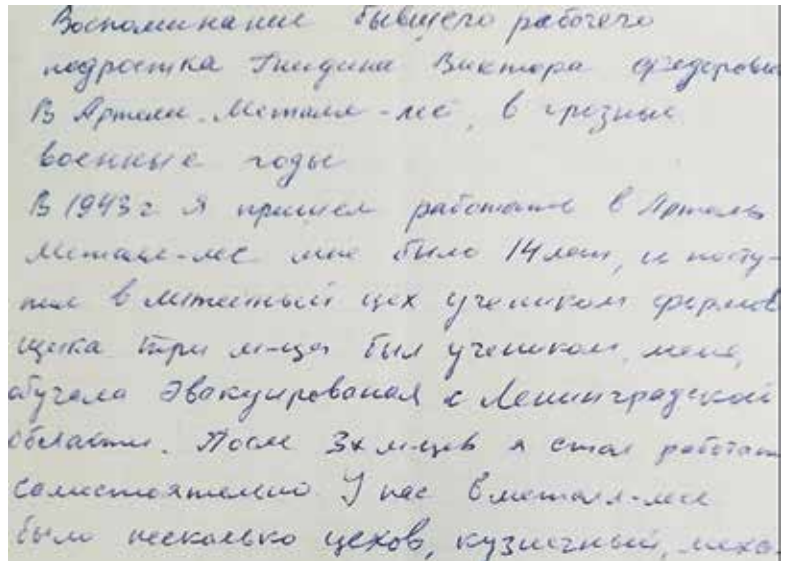 Воспоминание бывшего рабочего
подростка Виктора Федорови
В Артели Металл-лес, в грозные
военные годы
В 1943 г я пришел работать в Артель
Металл-лес мне было 14 лет, и посту-
пил в литейный цех учеником формов
щика три м-ца был учеником, меня,
обучала Эвакуированая с Ленинградской
области. После 3х м-цев я стал работать
самостоятельно У нас в металл-лес
было несколько цехов, кузнечный, меха-